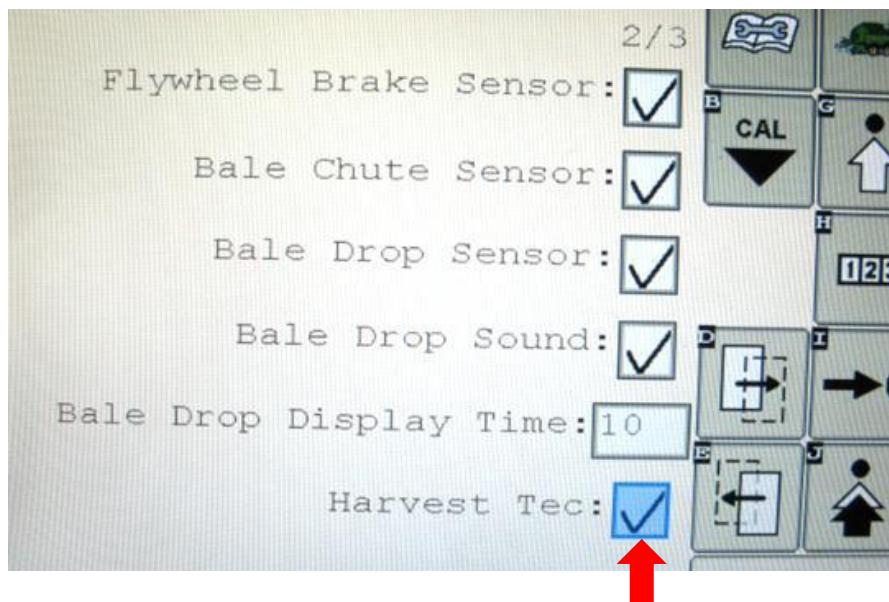 2/3
Flywheel Brake Sensor:
B
CAL
G
Bale Chute Sensor:
H
Bale Drop Sensor:
123
Bale Drop Sound:
D
I
Bale Drop Display Time: 10
E
J
Harvest Tec: